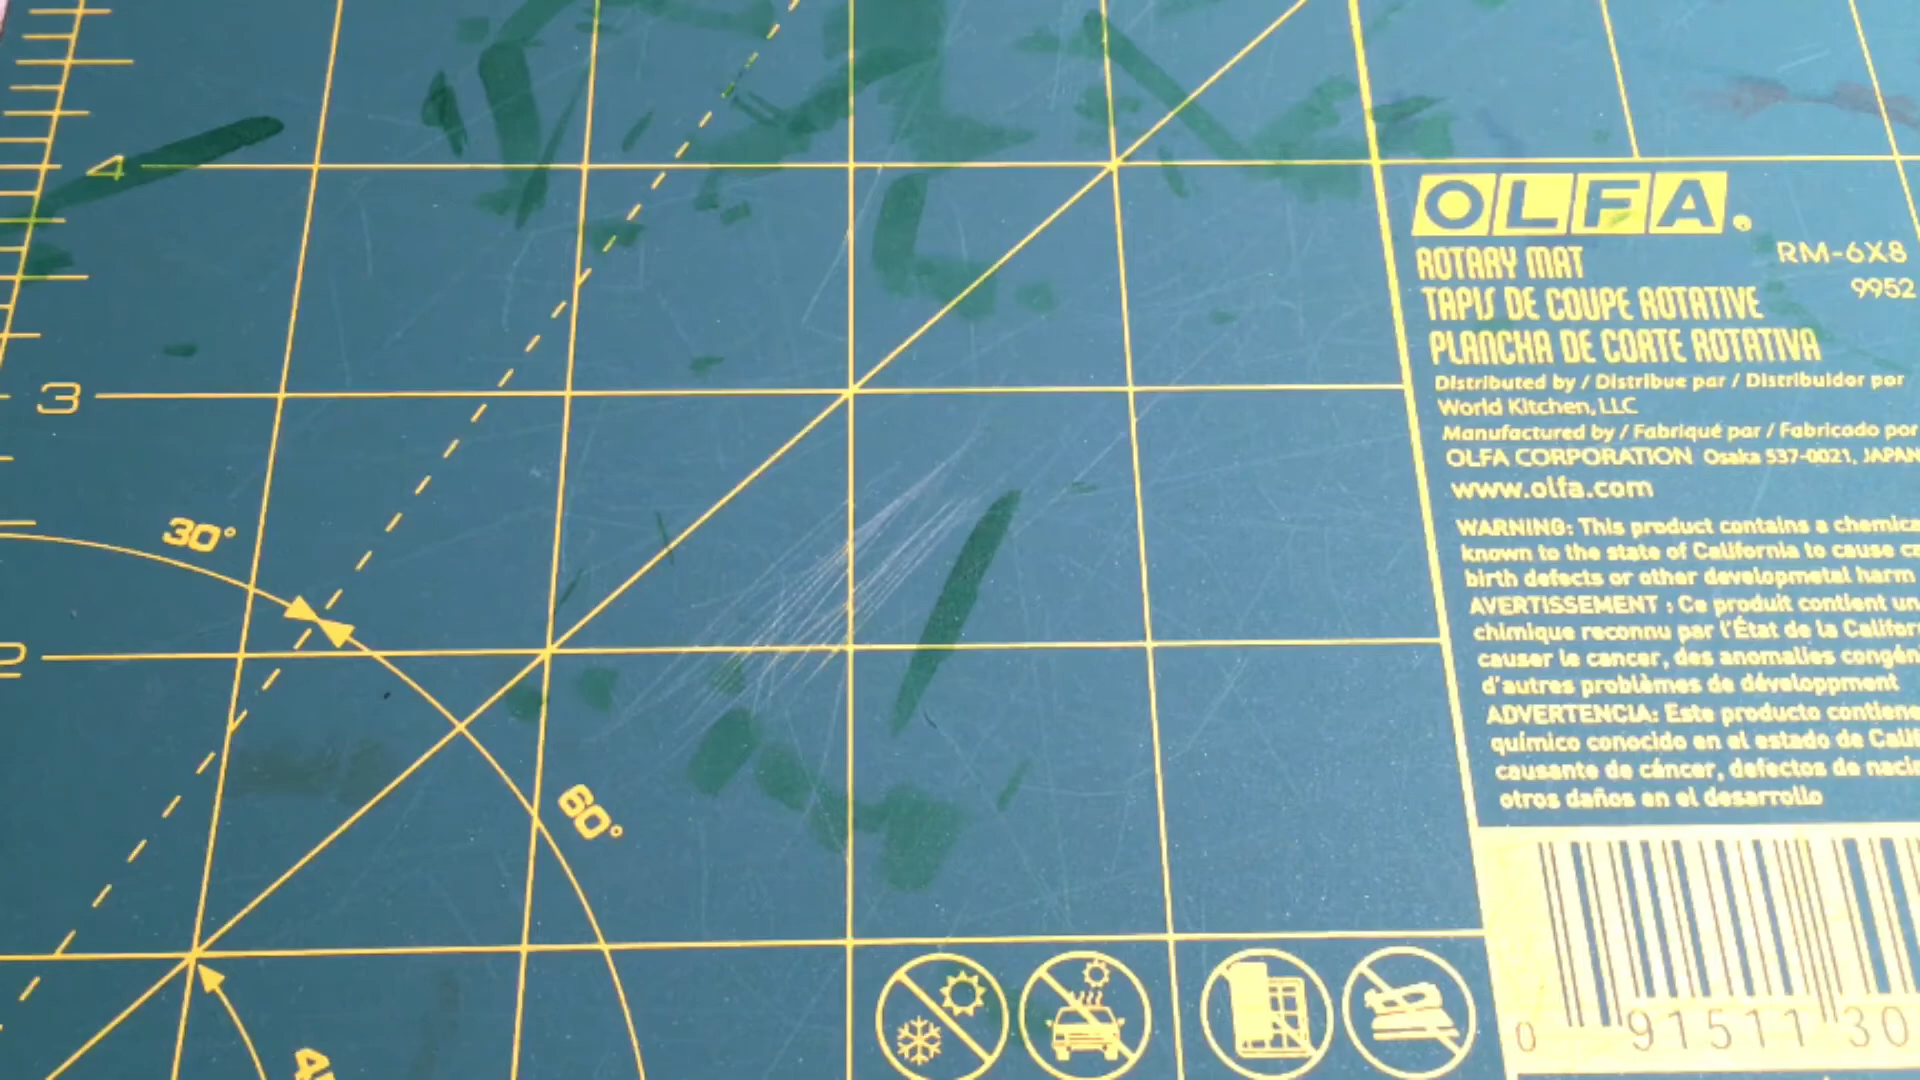 4
3
2
30°
60°
OLFA.
ROTARY MAT
RM-6X8
TAPIS DE COUPE ROTATIVE
9952
PLANCHA DE CORTE ROTATIVA
Distributed by / Distribue par / Distribuidor por
World Kitchen, LLC
Manufactured by / Fabriqué par / Fabricado por
OLFA CORPORATION Osaka 537-0021, JAPAN
www.olfa.com
WARNING: This product contains a
known to the state of California to cause
birth defects or other developmetal harm
AVERTISSEMENT : Ce produit contient un
chimique reconnu par l'État de la
causer le cancer, des anomalies
d'autres problèmes de développment
ADVERTENCIA: Este producto contiene
químico conocido en el estado de
causante de cáncer, defectos de
otros daños en el desarrollo
0 91511 30